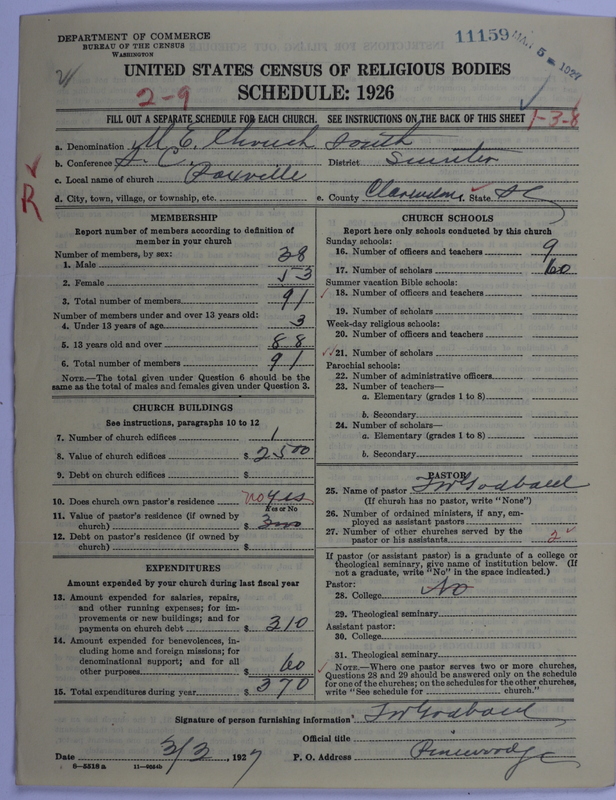 DEPARTMENT OF COMMERCE
BUREAU OF THE CENSUS
WASHINGTON
11159 MAY 5 1927
UNITED STATES CENSUS OF RELIGIOUS BODIES
SCHEDULE: 1926
2-9
FILL OUT A SEPARATE SCHEDULE FOR EACH CHURCH. SEE INSTRUCTIONS ON THE BACK OF THIS SHEET
1-3-8
a. Denomination M. E. Church South
b. Conference S. C. District Sumter
c. Local name of church Paxville
R
d. City, town, village, or township, etc. e. County Clarendon f. State SC
MEMBERSHIP
Report number of members according to definition of
member in your church
Number of members, by sex:
1. Male 38
2. Female 53
3. Total number of members 91
Number of members under and over 13 years old:
4. Under 13 years of age 3
5. 13 years old and over 88
6. Total number of members 91
NOTE.—The total given under Question 6 should be the
same as the total of males and females given under Question 3.
CHURCH BUILDINGS
See instructions, paragraphs 10 to 12
7. Number of church edifices 1
8. Value of church edifices $ 2500
9. Debt on church edifices $
10. Does church own pastor's residence no yes
Yes or No
11. Value of pastor's residence (if owned by
church) $
12. Debt on pastor's residence (if owned by
church) $
EXPENDITURES
Amount expended by your church during last fiscal year
13. Amount expended for salaries, repairs,
and other running expenses; for im-
provements or new buildings; and for
payments on church debt $ 310
14. Amount expended for benevolences, in-
cluding home and foreign missions; for
denominational support; and for all
other purposes $ 60
15. Total expenditures during year $ 370
CHURCH SCHOOLS
Report here only schools conducted by this church
Sunday schools:
16. Number of officers and teachers 9
17. Number of scholars 60
Summer vacation Bible schools:
18. Number of officers and teachers
19. Number of scholars
Week-day religious schools:
20. Number of officers and teachers
21. Number of scholars
Parochial schools:
22. Number of administrative officers
23. Number of teachers—
a. Elementary (grades 1 to 8)
b. Secondary
24. Number of scholars—
a. Elementary (grades 1 to 8)
b. Secondary
PASTOR
25. Name of pastor
(If church has no pastor, write "None")
26. Number of ordained ministers, if any, em-
ployed as assistant pastors
27. Number of other churches served by the
pastor or his assistants 2
If pastor (or assistant pastor) is a graduate of a college or
theological seminary, give name of institution below. (If
not a graduate, write "No" in the space indicated.)
Pastor:
28. College No
29. Theological seminary
Assistant pastor:
30. College
31. Theological seminary
NOTE.—Where one pastor serves two or more churches,
Questions 28 and 29 should be answered only on the schedule
for one of the churches; on the schedules for the other churches,
write "See schedule for church."
Signature of person furnishing information
Official title
Date 3/3, 1927 P. O. Address Pinewood SC
8-5518 a